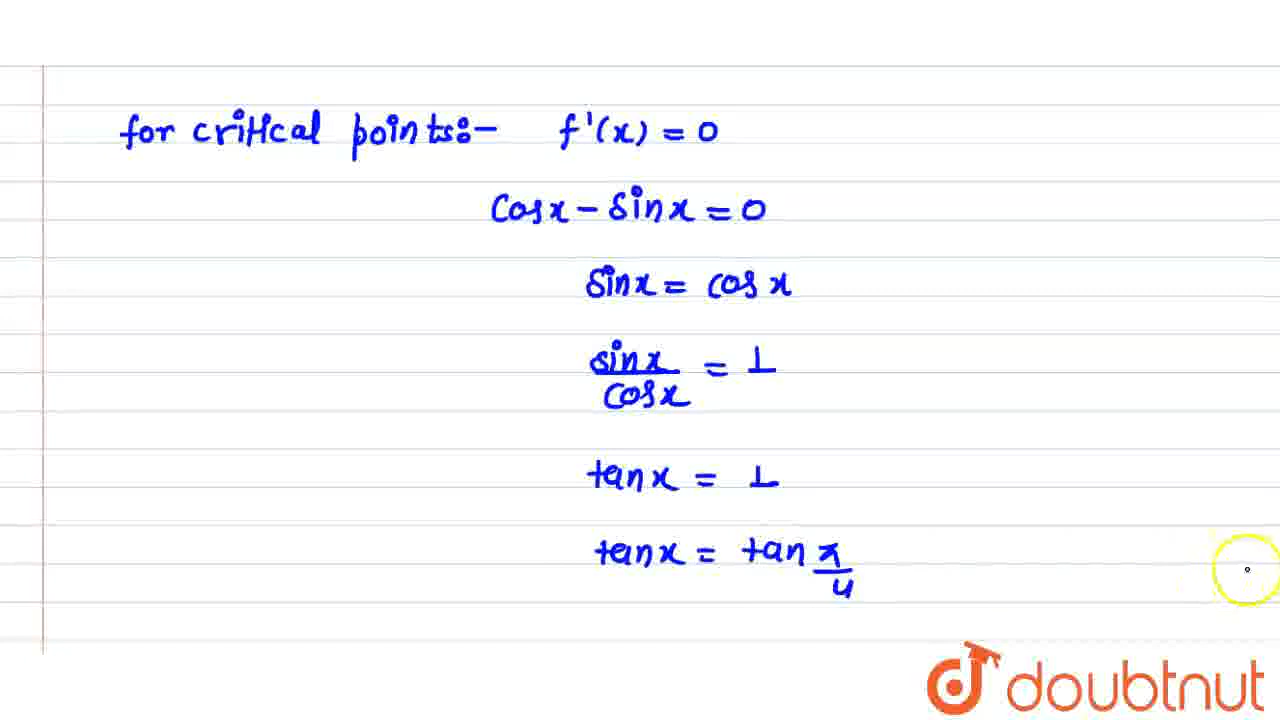 for critical points:- f'(x) = 0
cosx - sinx = 0
sinx = cosx
sinx/cosx = 1
tanx = 1
tanx = tan π/4
doubtnut